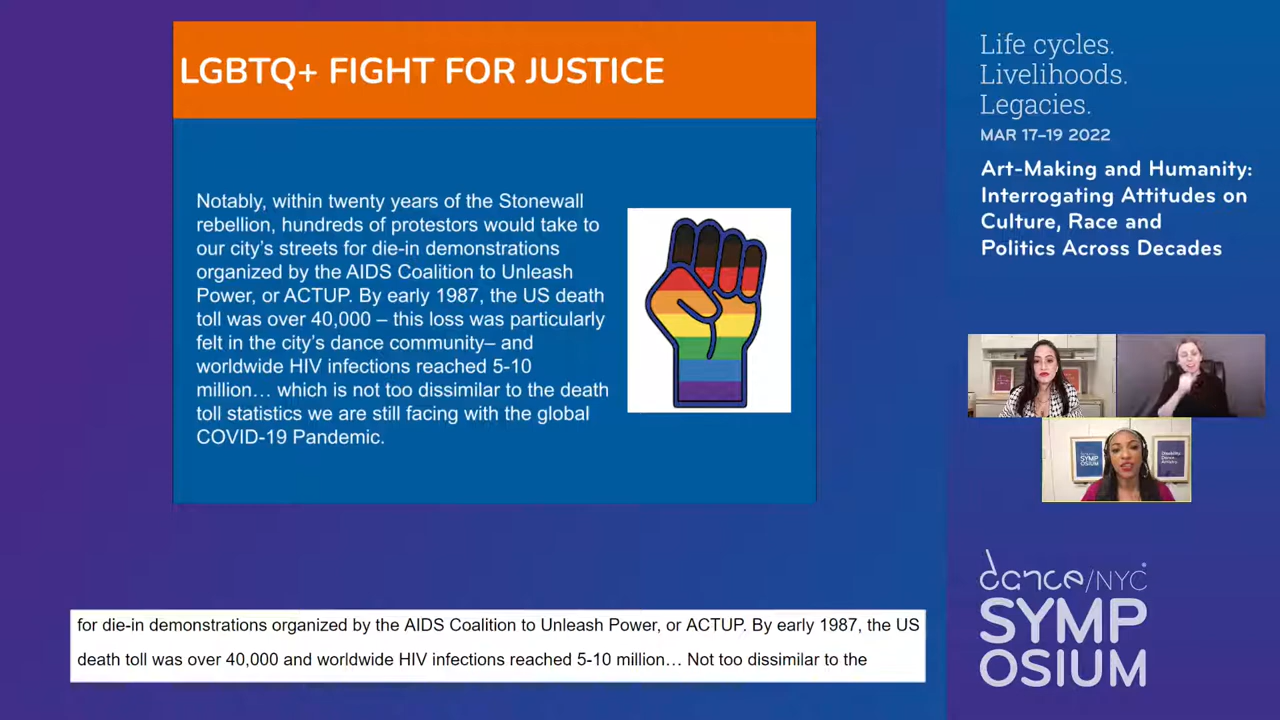 LGBTQ+ FIGHT FOR JUSTICE
Notably, within twenty years of the Stonewall
rebellion, hundreds of protestors would take to
our city's streets for die-in demonstrations
organized by the AIDS Coalition to Unleash
Power, or ACTUP. By early 1987, the US death
toll was over 40,000 – this loss was particularly
felt in the city's dance community– and
worldwide HIV infections reached 5-10
million… which is not too dissimilar to the death
toll statistics we are still facing with the global
COVID-19 Pandemic.
for die-in demonstrations organized by the AIDS Coalition to Unleash Power, or ACTUP. By early 1987, the US
death toll was over 40,000 and worldwide HIV infections reached 5-10 million… Not too dissimilar to the
Life cycles.
Livelihoods.
Legacies.
MAR 17–19 2022
Art-Making and Humanity:
Interrogating Attitudes on
Culture, Race and
Politics Across Decades
SYMP
OSIUM
dance/NYC
SYMP
OSIUM